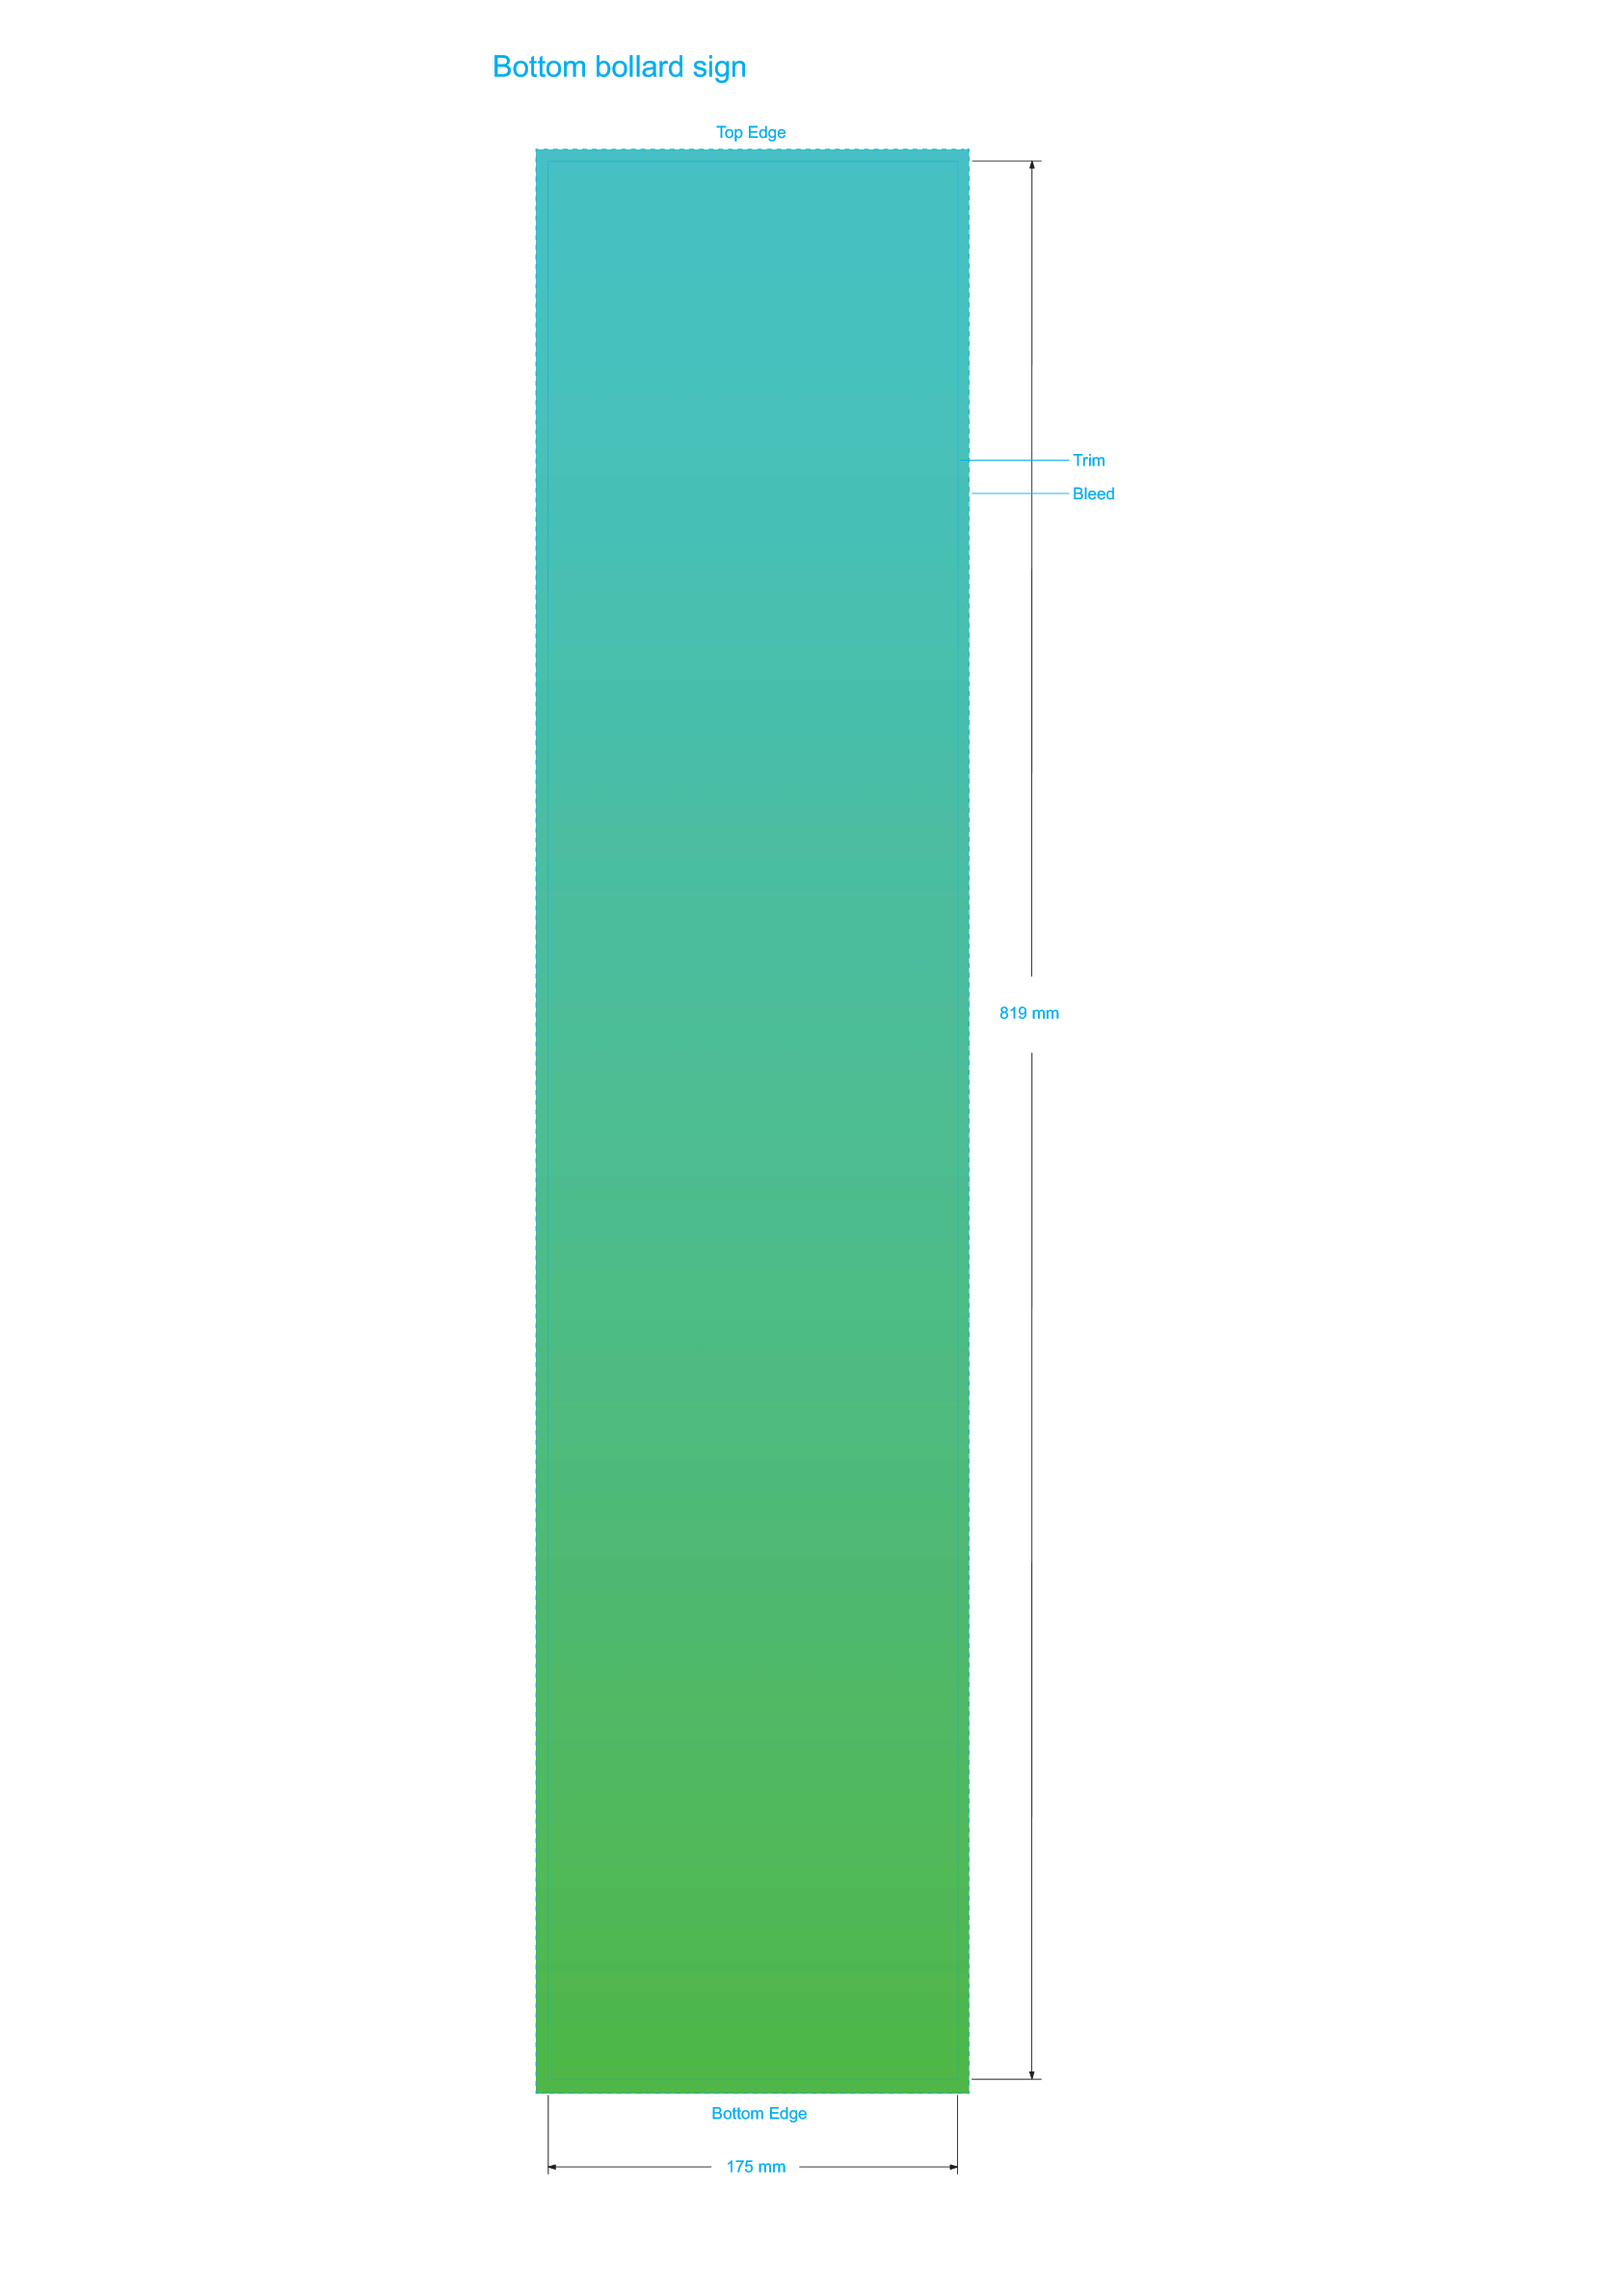 Bottom bollard sign
Top Edge
Trim
Bleed
819 mm
Bottom Edge
175 mm